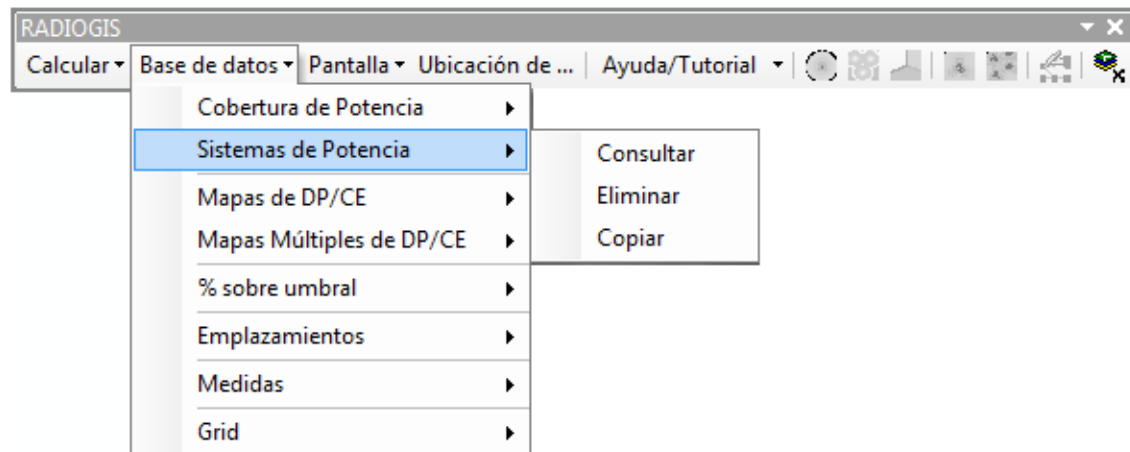 RADIOGIS
Calcular Base de datos Pantalla Ubicación de ... Ayuda/Tutorial
Cobertura de Potencia
Sistemas de Potencia
Consultar
Mapas de DP/CE
Eliminar
Mapas Múltiples de DP/CE
Copiar
% sobre umbral
Emplazamientos
Medidas
Grid